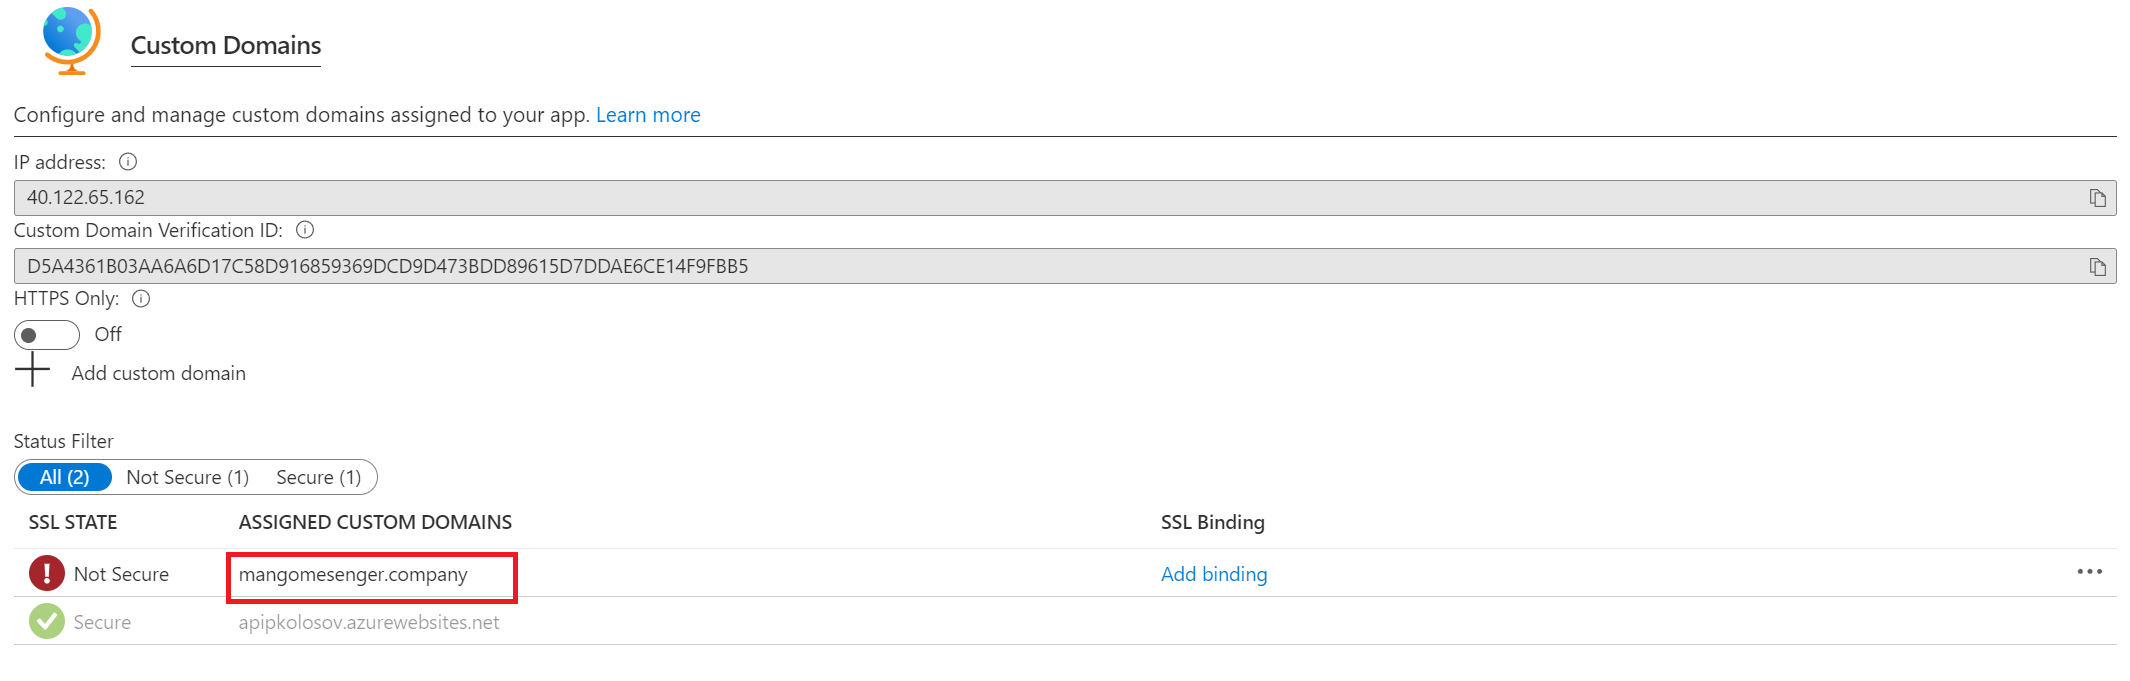 Custom Domains
Configure and manage custom domains assigned to your app. Learn more
IP address:
40.122.65.162
Custom Domain Verification ID:
D5A4361B03AA6A6D17C58D916859369DCD9D473BDD89615D7DDAE6CE14F9FBB5
HTTPS Only:
Off
Add custom domain
Status Filter
All (2) Not Secure (1) Secure (1)
SSL STATE ASSIGNED CUSTOM DOMAINS SSL Binding
Not Secure mangomesenger.company Add binding
Secure apipkolosov.azurewebsites.net